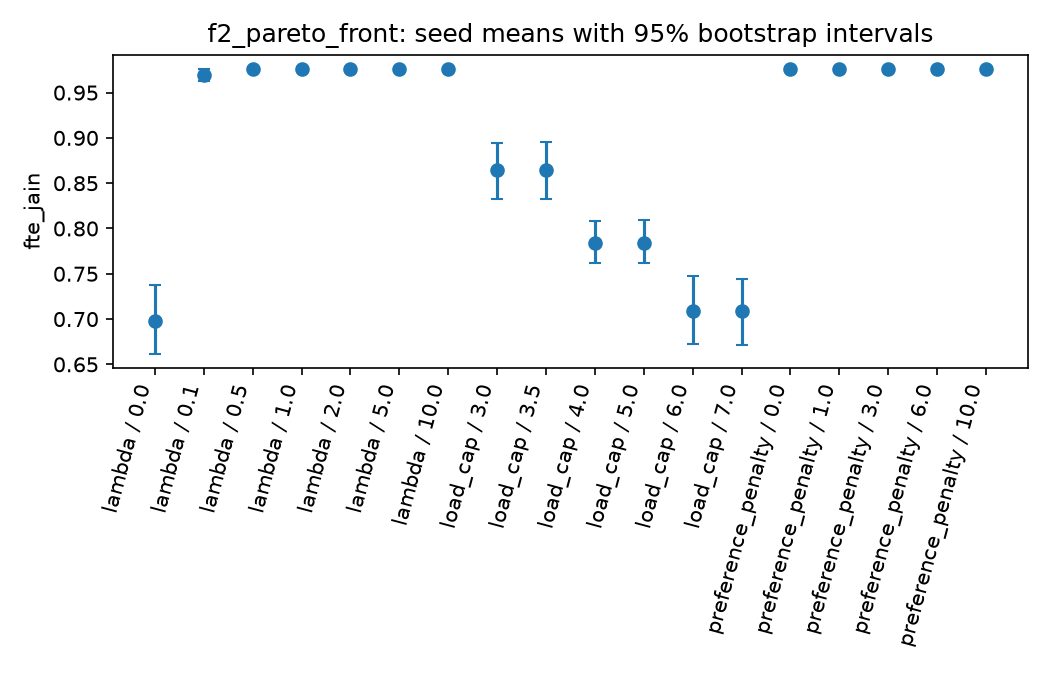 f2_pareto_front: seed means with 95% bootstrap intervals
fte_jain
0.95
0.90
0.85
0.80
0.75
0.70
0.65
lambda / 0.0
lambda / 0.1
lambda / 0.5
lambda / 1.0
lambda / 2.0
lambda / 5.0
lambda / 10.0
load_cap / 3.0
load_cap / 3.5
load_cap / 4.0
load_cap / 5.0
load_cap / 6.0
load_cap / 7.0
preference_penalty / 0.0
preference_penalty / 1.0
preference_penalty / 3.0
preference_penalty / 6.0
preference_penalty / 10.0